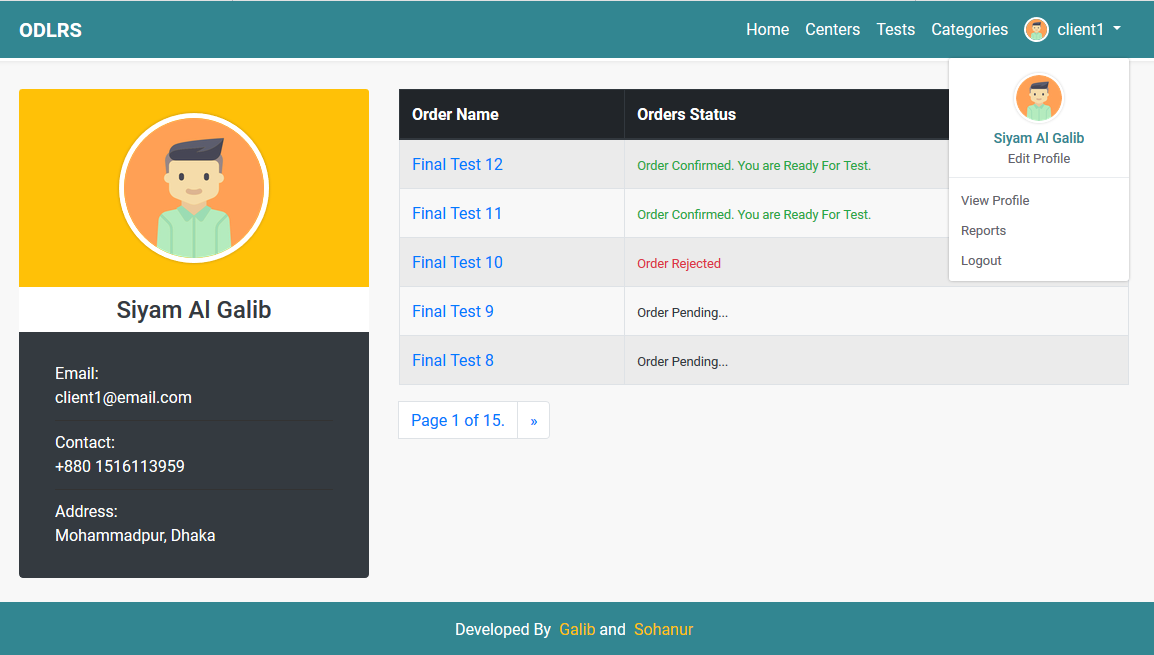 ODLRS
Home Centers Tests Categories client1
Siyam Al Galib
Edit Profile
View Profile
Reports
Logout
Siyam Al Galib
Email:
client1@email.com
Contact:
+880 1516113959
Address:
Mohammadpur, Dhaka
Order Name Orders Status
Final Test 12 Order Confirmed. You are Ready For Test.
Final Test 11 Order Confirmed. You are Ready For Test.
Final Test 10 Order Rejected
Final Test 9 Order Pending...
Final Test 8 Order Pending...
Page 1 of 15. »
Developed By Galib and Sohanur